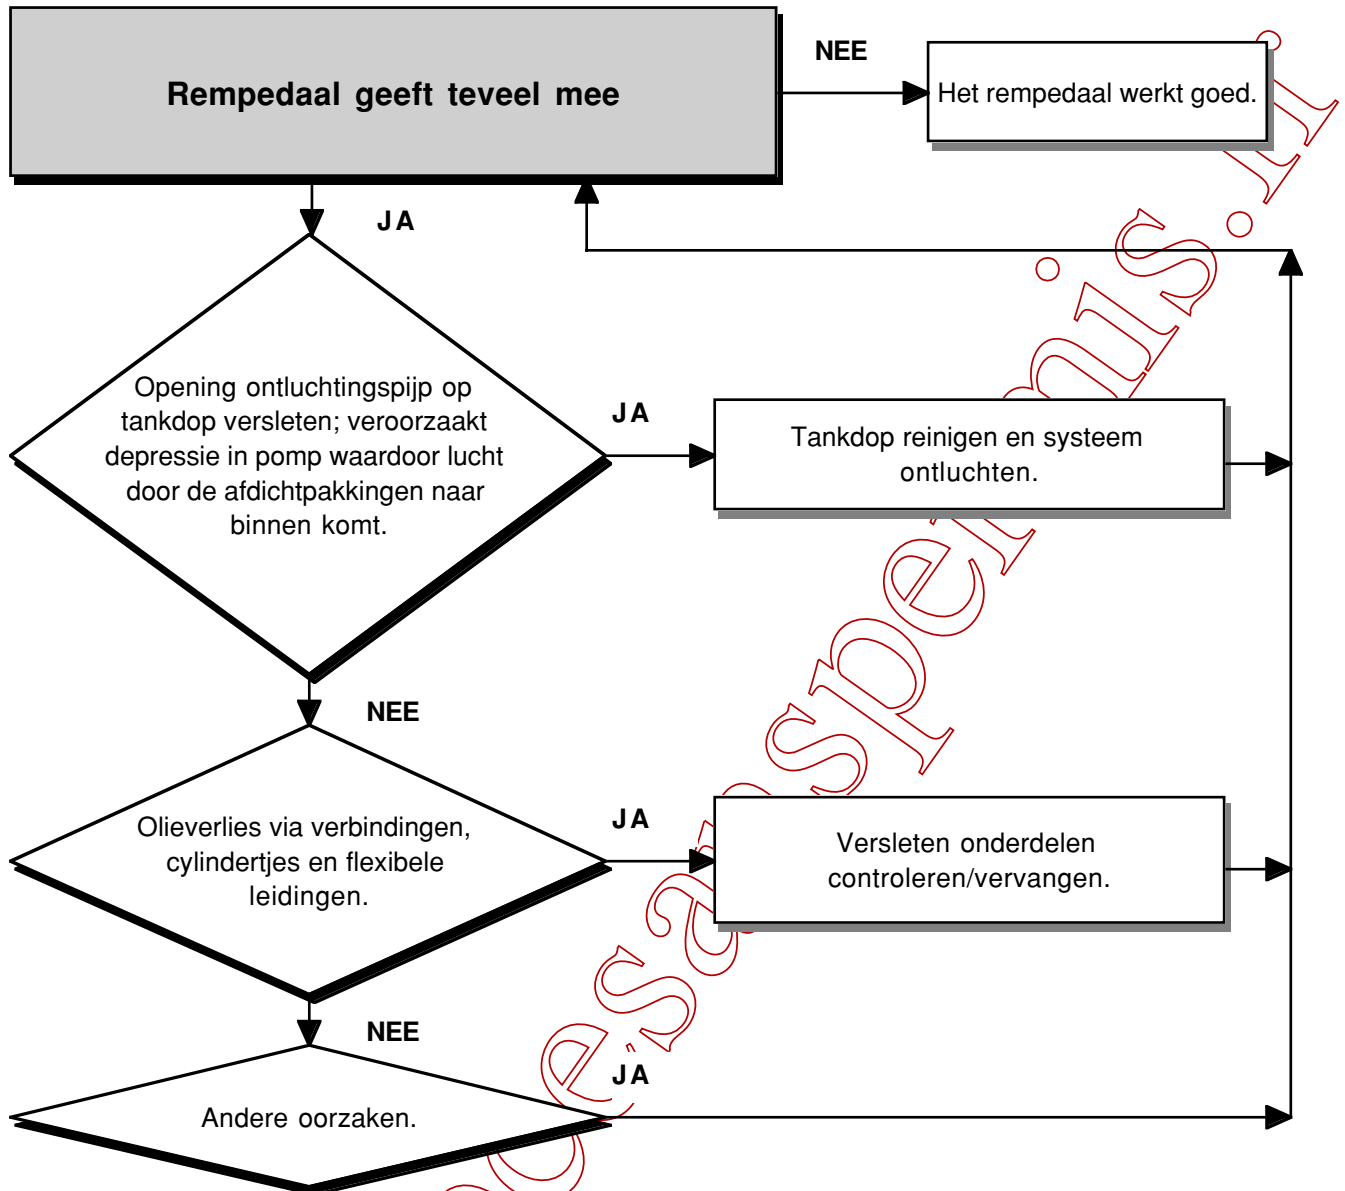 Rempedaal geeft teveel mee
NEE
Het rempedaal werkt goed.
JA
Opening ontluchtingspijp op
tankdop versleten; veroorzaakt
depressie in pomp waardoor lucht
door de afdichtpakkingen naar
binnen komt.
JA
Tankdop reinigen en systeem
ontluchten.
NEE
Olieverlies via verbindingen,
cylindertjes en flexibele
leidingen.
JA
Versleten onderdelen
controleren/vervangen.
NEE
JA
Andere oorzaken.